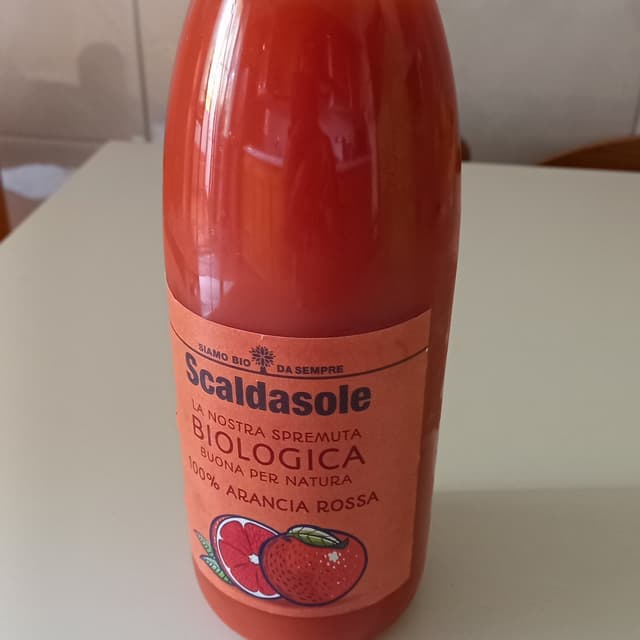 SIAMO BIO DA SEMPRE
Scaldasole
LA NOSTRA SPREMUTA
BIOLOGICA
BUONA PER NATURA
100% ARANCIA ROSSA